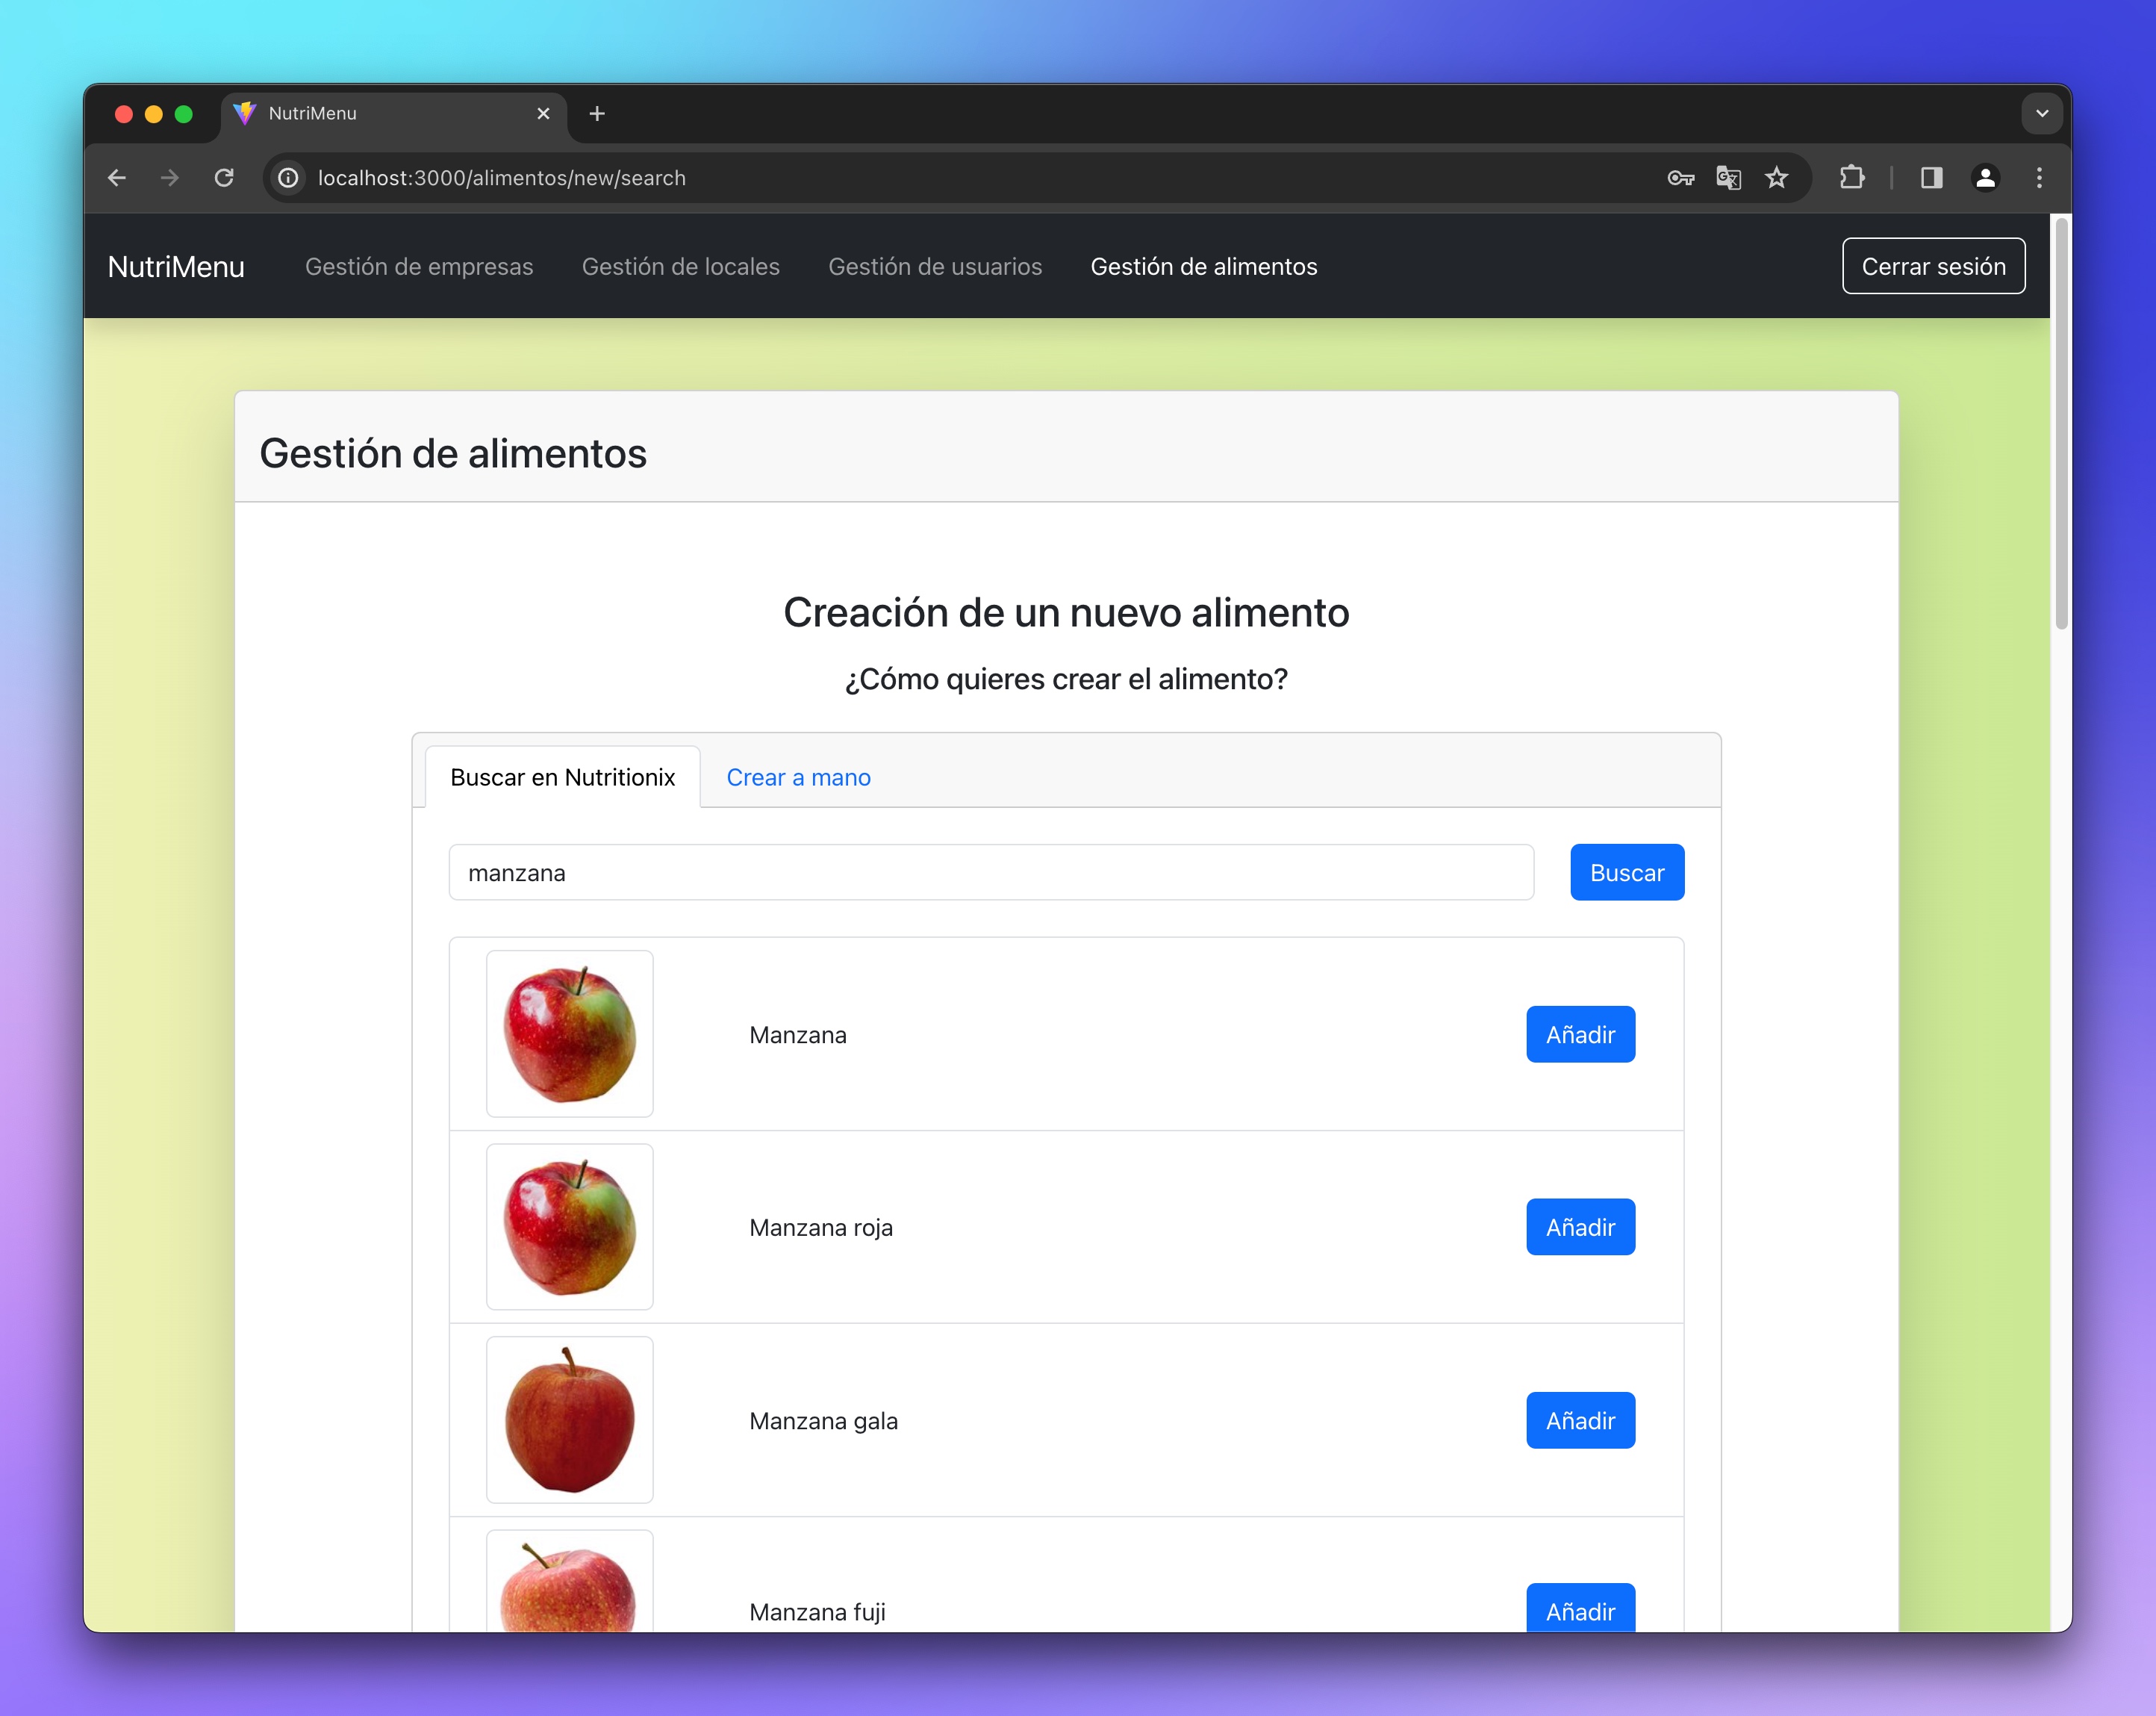 NutriMenu
localhost:3000/alimentos/new/search
NutriMenu Gestión de empresas Gestión de locales Gestión de usuarios Gestión de alimentos Cerrar sesión
Gestión de alimentos
Creación de un nuevo alimento
¿Cómo quieres crear el alimento?
Buscar en Nutritionix Crear a mano
manzana Buscar
Manzana Añadir
Manzana roja Añadir
Manzana gala Añadir
Manzana fuji Añadir